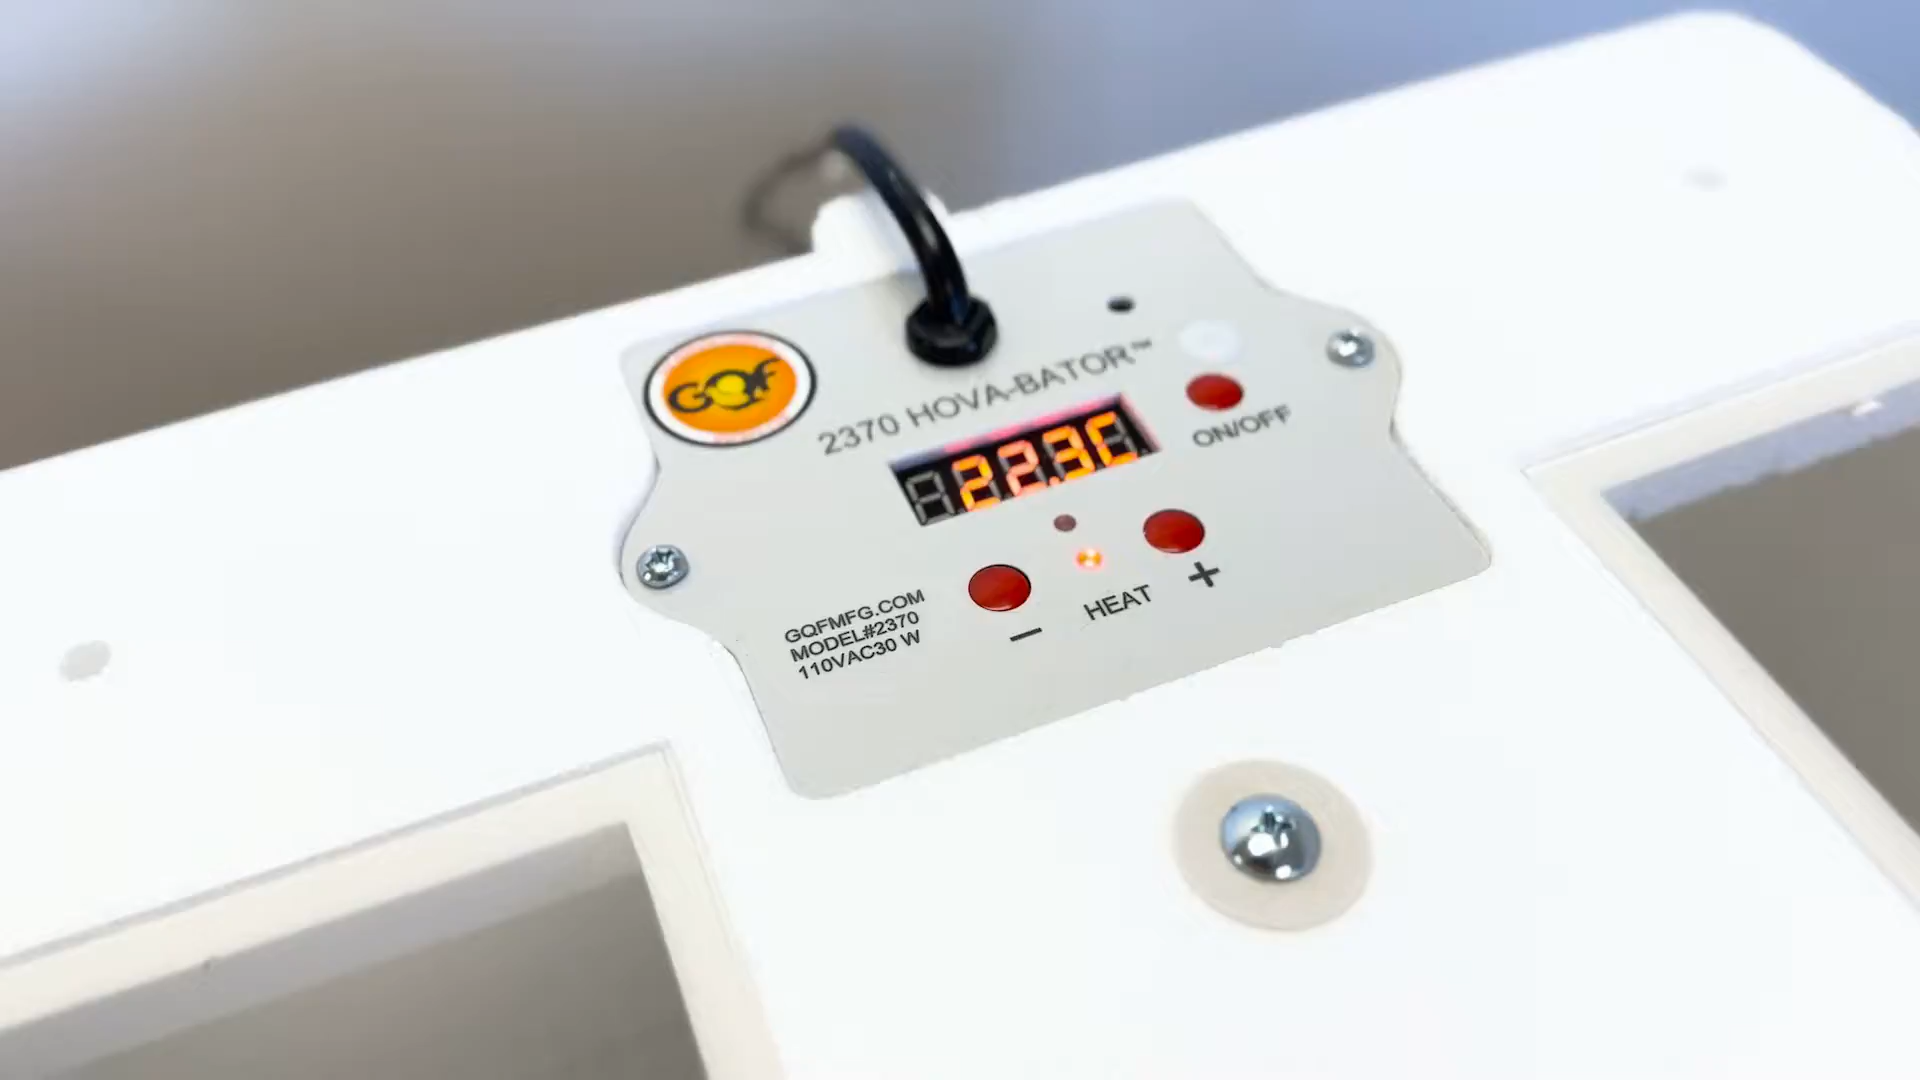 GQF
2370 HOVA-BATOR™
22.3C
ON/OFF
HEAT
+
−
GQFMFG.COM
MODEL#2370
110VAC30 W